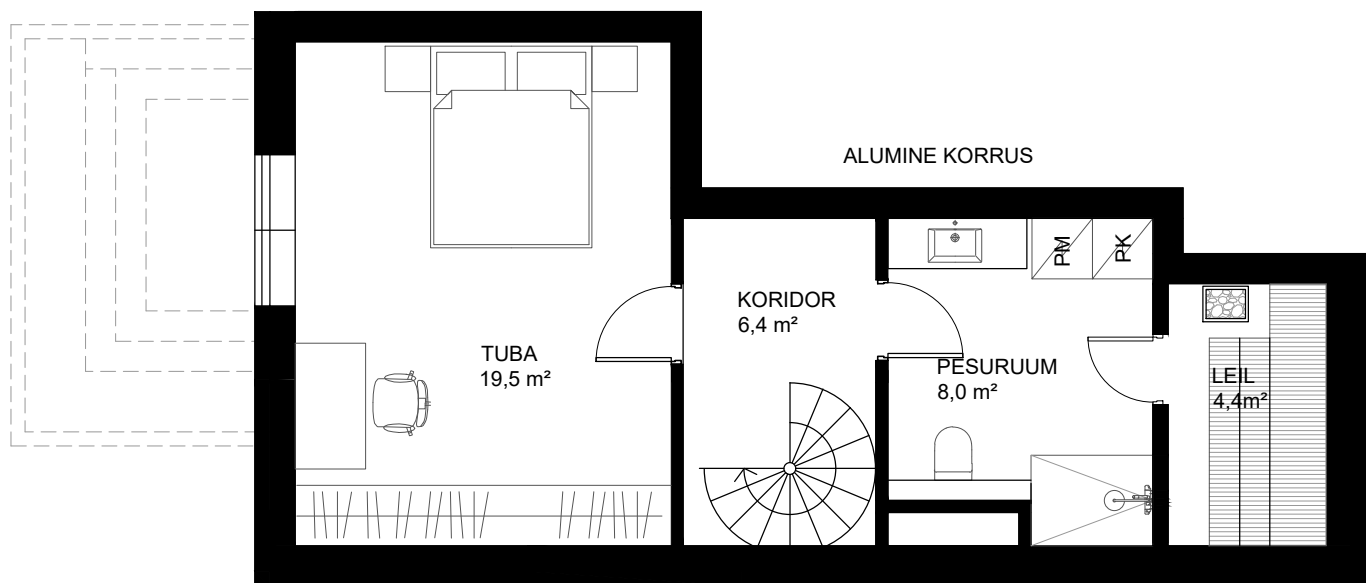 ALUMINE KORRUS
TUBA
19,5 m²
KORIDOR
6,4 m²
PESURUUM
8,0 m²
PM
PK
LEIL
4,4m²